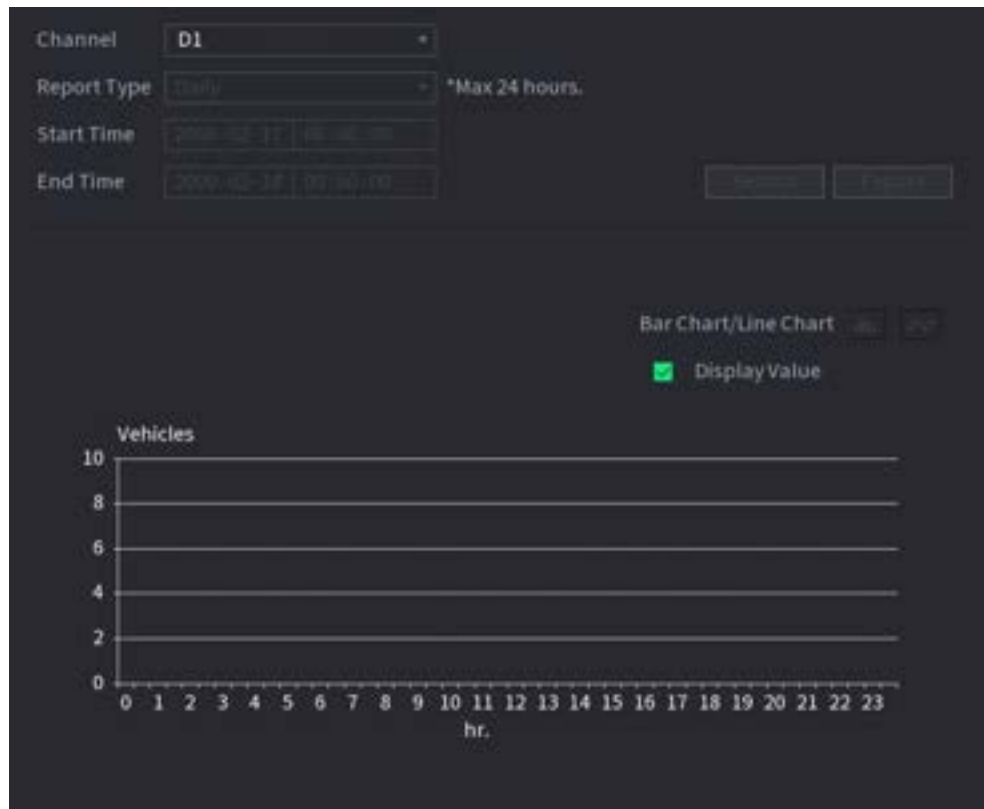 Channel D1
Report Type Daily *Max 24 hours.
Start Time
End Time
Bar Chart/Line Chart
Display Value
Vehicles
10
8
6
4
2
0
0 1 2 3 4 5 6 7 8 9 10 11 12 13 14 15 16 17 18 19 20 21 22 23
hr.